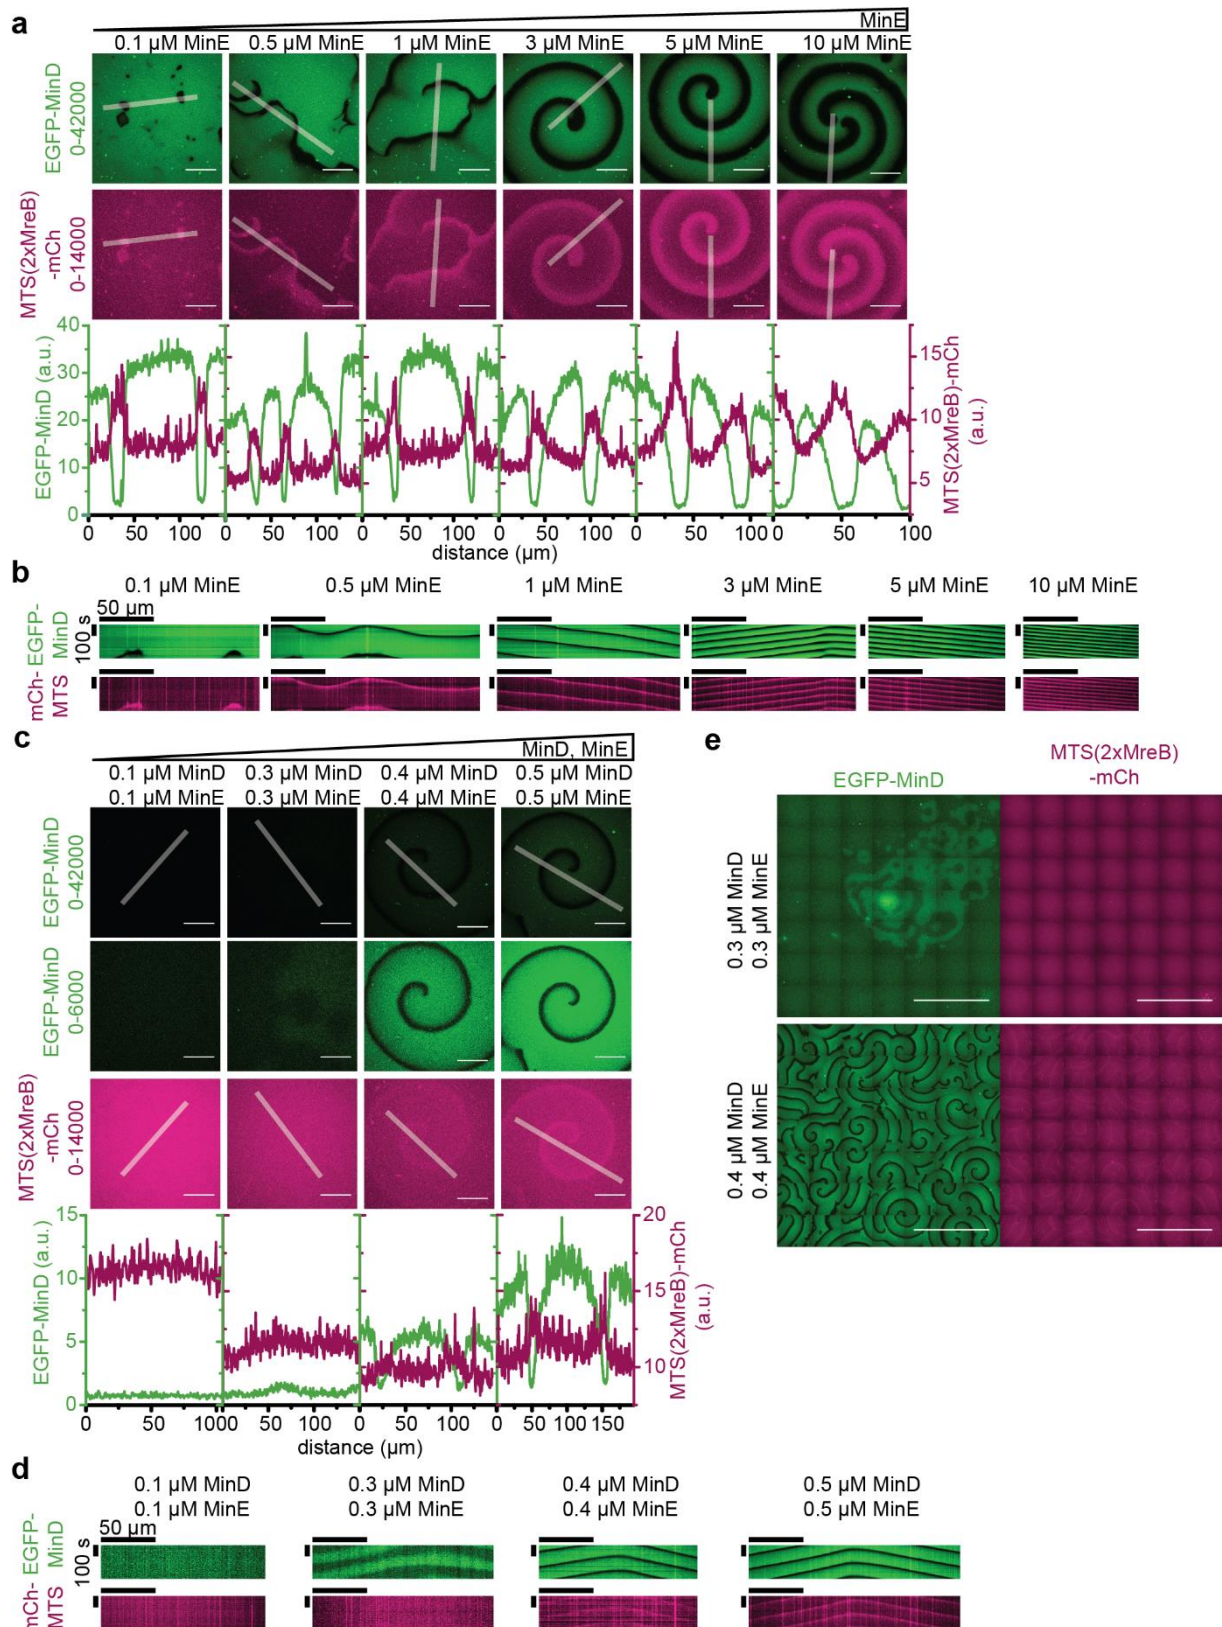 a
MinE
0.1 µM MinE 0.5 µM MinE 1 µM MinE 3 µM MinE 5 µM MinE 10 µM MinE
EGFP-MinD
0-42000
MTS(2xMreB)
-mCh
0-14000
EGFP-MinD (a.u.)
40
30
20
10
0
15
10
5
MTS(2xMreB)-mCh
(a.u.)
0 50 100 0 50 100 0 50 100 0 50 100 0 50 100 0 50 100
distance (µm)
b
0.1 µM MinE 0.5 µM MinE 1 µM MinE 3 µM MinE 5 µM MinE 10 µM MinE
50 µm
100 s
EGFP-
MinD
mCh-
MTS
c
MinD, MinE
0.1 µM MinD 0.3 µM MinD 0.4 µM MinD 0.5 µM MinD
0.1 µM MinE 0.3 µM MinE 0.4 µM MinE 0.5 µM MinE
EGFP-MinD
0-42000
EGFP-MinD
0-6000
MTS(2xMreB)
-mCh
0-14000
EGFP-MinD (a.u.)
15
10
5
0
20
15
10
MTS(2xMreB)-mCh
(a.u.)
0 50 100 0 50 100 0 50 100 0 50 100 150
distance (µm)
e
EGFP-MinD
MTS(2xMreB)
-mCh
0.3 µM MinD
0.3 µM MinE
0.4 µM MinD
0.4 µM MinE
d
0.1 µM MinD 0.3 µM MinD 0.4 µM MinD 0.5 µM MinD
0.1 µM MinE 0.3 µM MinE 0.4 µM MinE 0.5 µM MinE
50 µm
100 s
EGFP-
MinD
mCh-
MTS